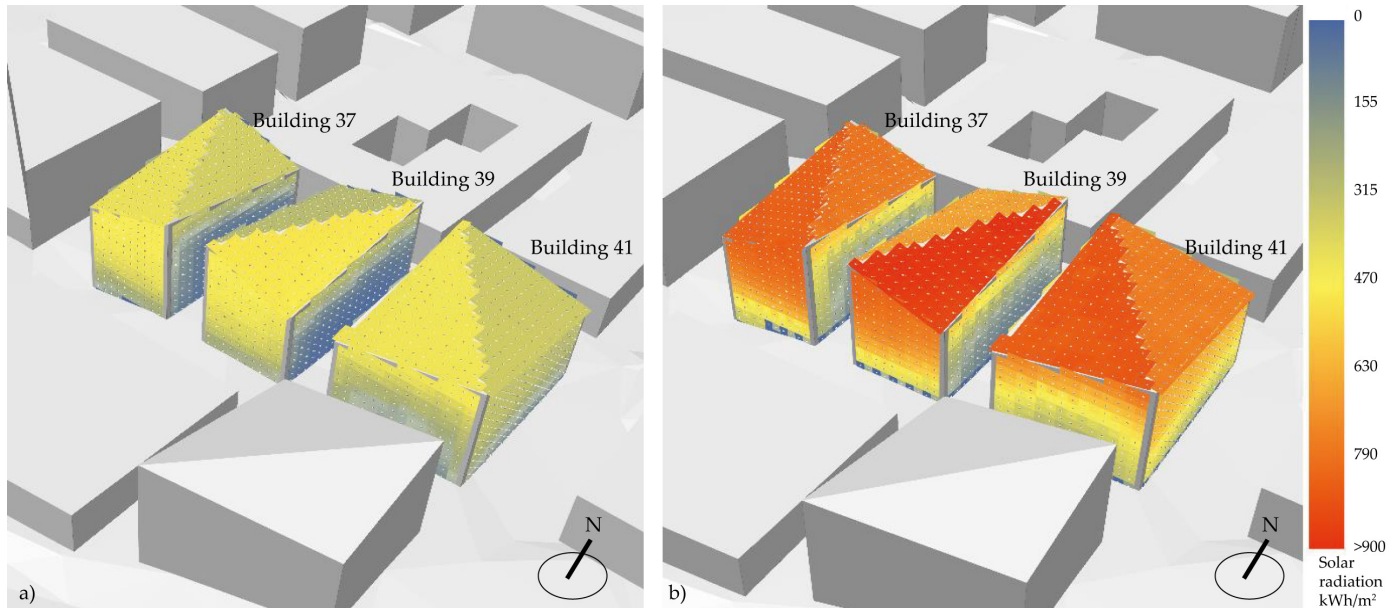 Building 37
Building 39
Building 41
N
a)
Building 37
Building 39
Building 41
N
b)
0
155
315
470
630
790
>900
Solar
radiation
kWh/m²